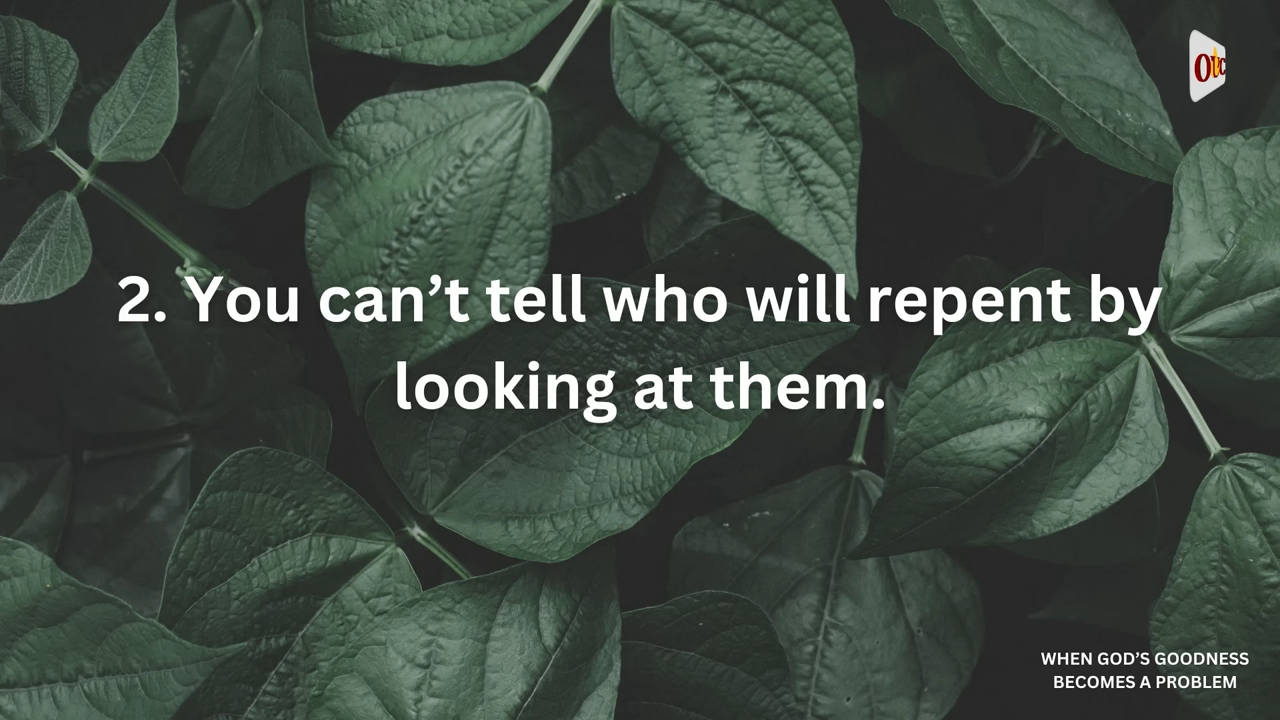 Otc
2. You can’t tell who will repent by
looking at them.
WHEN GOD’S GOODNESS
BECOMES A PROBLEM